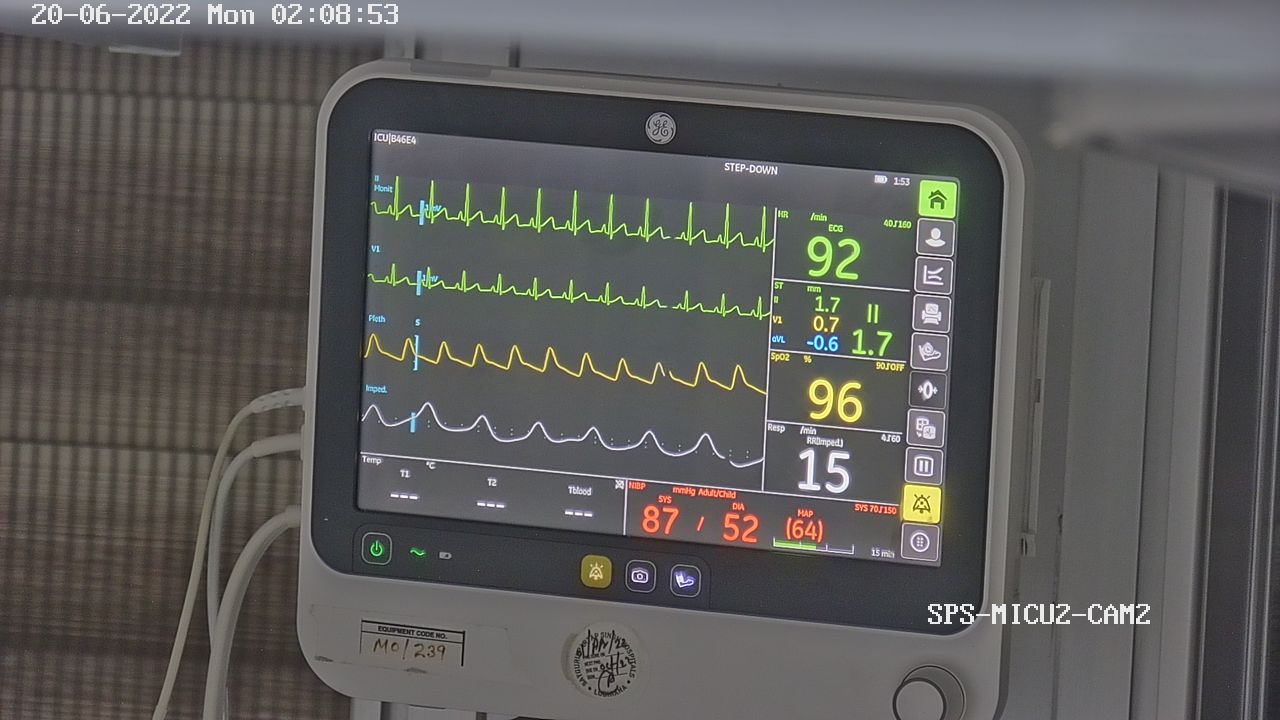 20-06-2022 Mon 02:08:53
ICU|B46E4
STEP-DOWN
1:53
II
Monit
1mV
HR
/min
40 160
ECG
92
V1
1mV
ST
mm
II 1.7
V1 0.7
aVL -0.6
II
1.7
Pleth
S
SpO2
%
90 OFF
96
Imped.
Resp
/min
4 60
RR(Imped.)
15
Temp
°C
T1
---
T2
---
Tblood
---
NIBP
mmHg Adult/Child
SYS
87
/
DIA
52
MAP
(64)
SYS 70 150
15 min
SPS-MICU2-CAM2
EQUIPMENT CODE NO.
MO/239
LUDHIANA